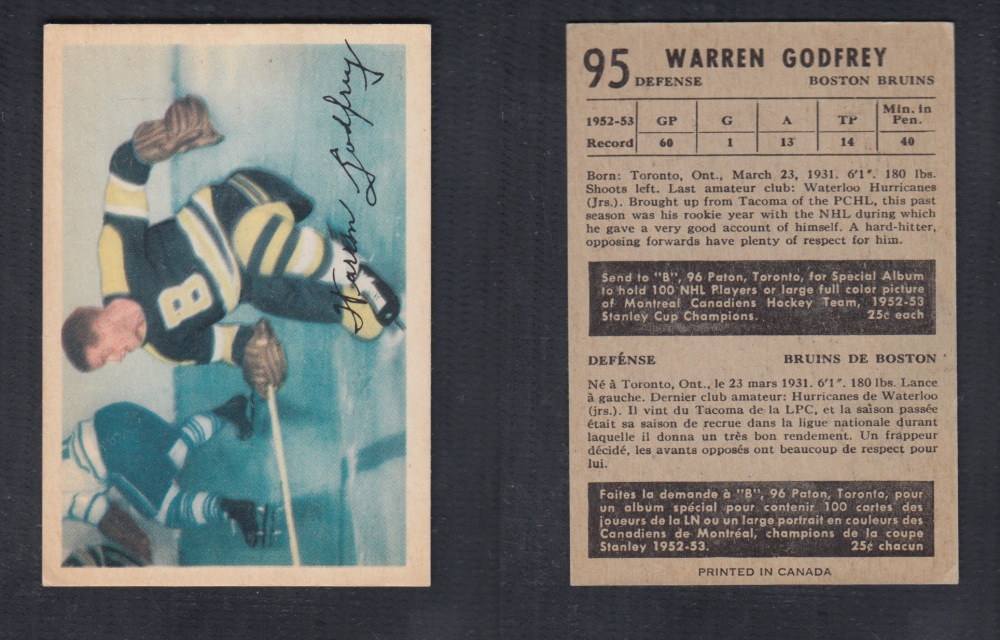 Warren Godfrey
B
95 WARREN GODFREY
DEFENSE BOSTON BRUINS
1952-53 Record GP G A TP Min. in Pen.
60 1 13 14 40
Born: Toronto, Ont., March 23, 1931. 6'1". 180 lbs.
Shoots left. Last amateur club: Waterloo Hurricanes
(Jrs.). Brought up from Tacoma of the PCHL, this past
season was his rookie year with the NHL during which
he gave a very good account of himself. A hard-hitter,
opposing forwards have plenty of respect for him.
Send to "B", 96 Paton, Toronto, for Special Album
to hold 100 NHL Players or large full color picture
of Montreal Canadiens Hockey Team, 1952-53
Stanley Cup Champions. 25¢ each
DEFÉNSE BRUINS DE BOSTON
Né à Toronto, Ont., le 23 mars 1931. 6'1". 180 lbs. Lance
à gauche. Dernier club amateur: Hurricanes de Waterloo
(jrs.). Il vint du Tacoma de la LPC, et la saison passée
était sa saison de recrue dans la ligue nationale durant
laquelle il donna un très bon rendement. Un frappeur
décidé, les avants opposés ont beaucoup de respect pour
lui.
Faites la demande à "B", 96 Paton, Toronto, pour
un album spécial pour contenir 100 cartes des
joueurs de la LN ou un large portrait en couleurs des
Canadiens de Montréal, champions de la coupe
Stanley 1952-53. 25¢ chacun
PRINTED IN CANADA